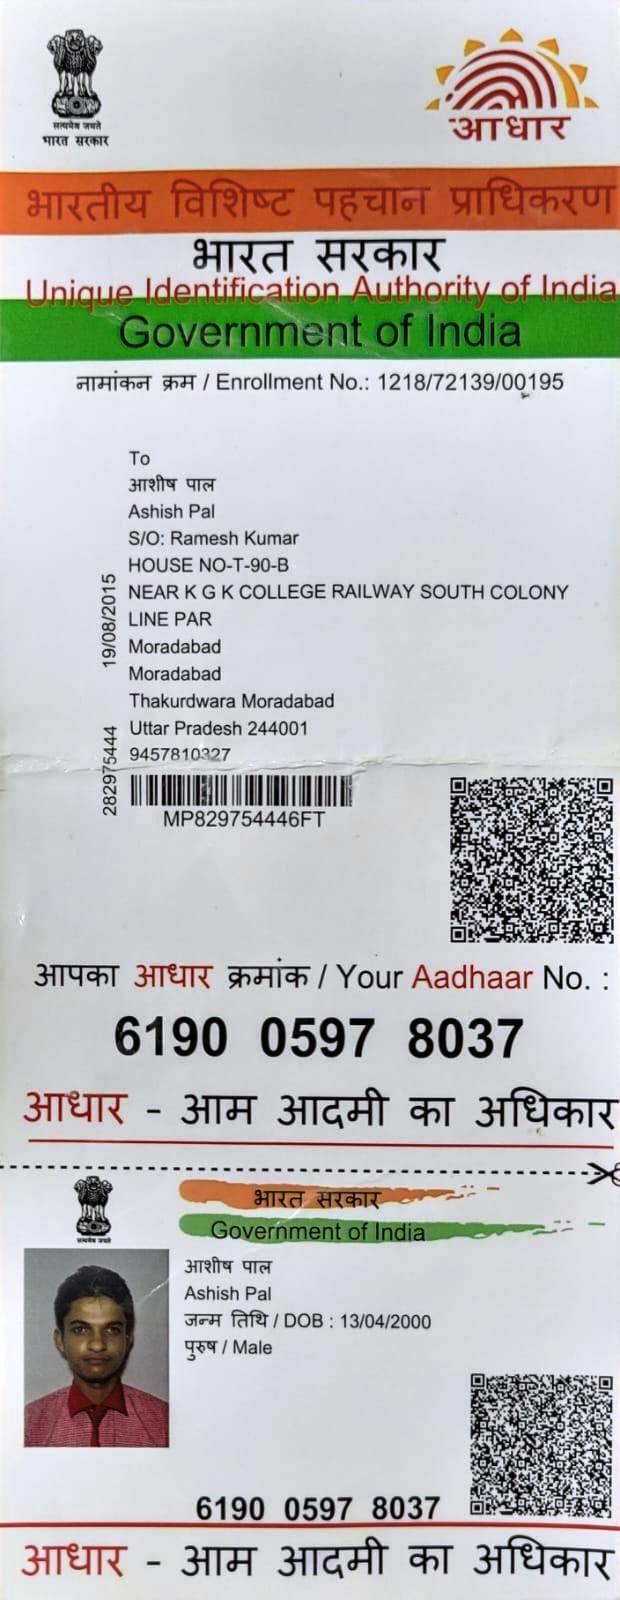 सत्यमेव जयते
भारत सरकार
आधार
भारतीय विशिष्ट पहचान प्राधिकरण
भारत सरकार
Unique Identification Authority of India
Government of India
नामांकन क्रम / Enrollment No.: 1218/72139/00195
To
आशीष पाल
Ashish Pal
S/O: Ramesh Kumar
HOUSE NO-T-90-B
NEAR K G K COLLEGE RAILWAY SOUTH COLONY
LINE PAR
Moradabad
Moradabad
Thakurdwara Moradabad
Uttar Pradesh 244001
9457810327
19/08/2015
282975444
MP829754446FT
आपका आधार क्रमांक / Your Aadhaar No. :
6190 0597 8037
आधार - आम आदमी का अधिकार
सत्यमेव जयते
भारत सरकार
Government of India
आशीष पाल
Ashish Pal
जन्म तिथि / DOB : 13/04/2000
पुरुष / Male
6190 0597 8037
आधार - आम आदमी का अधिकार